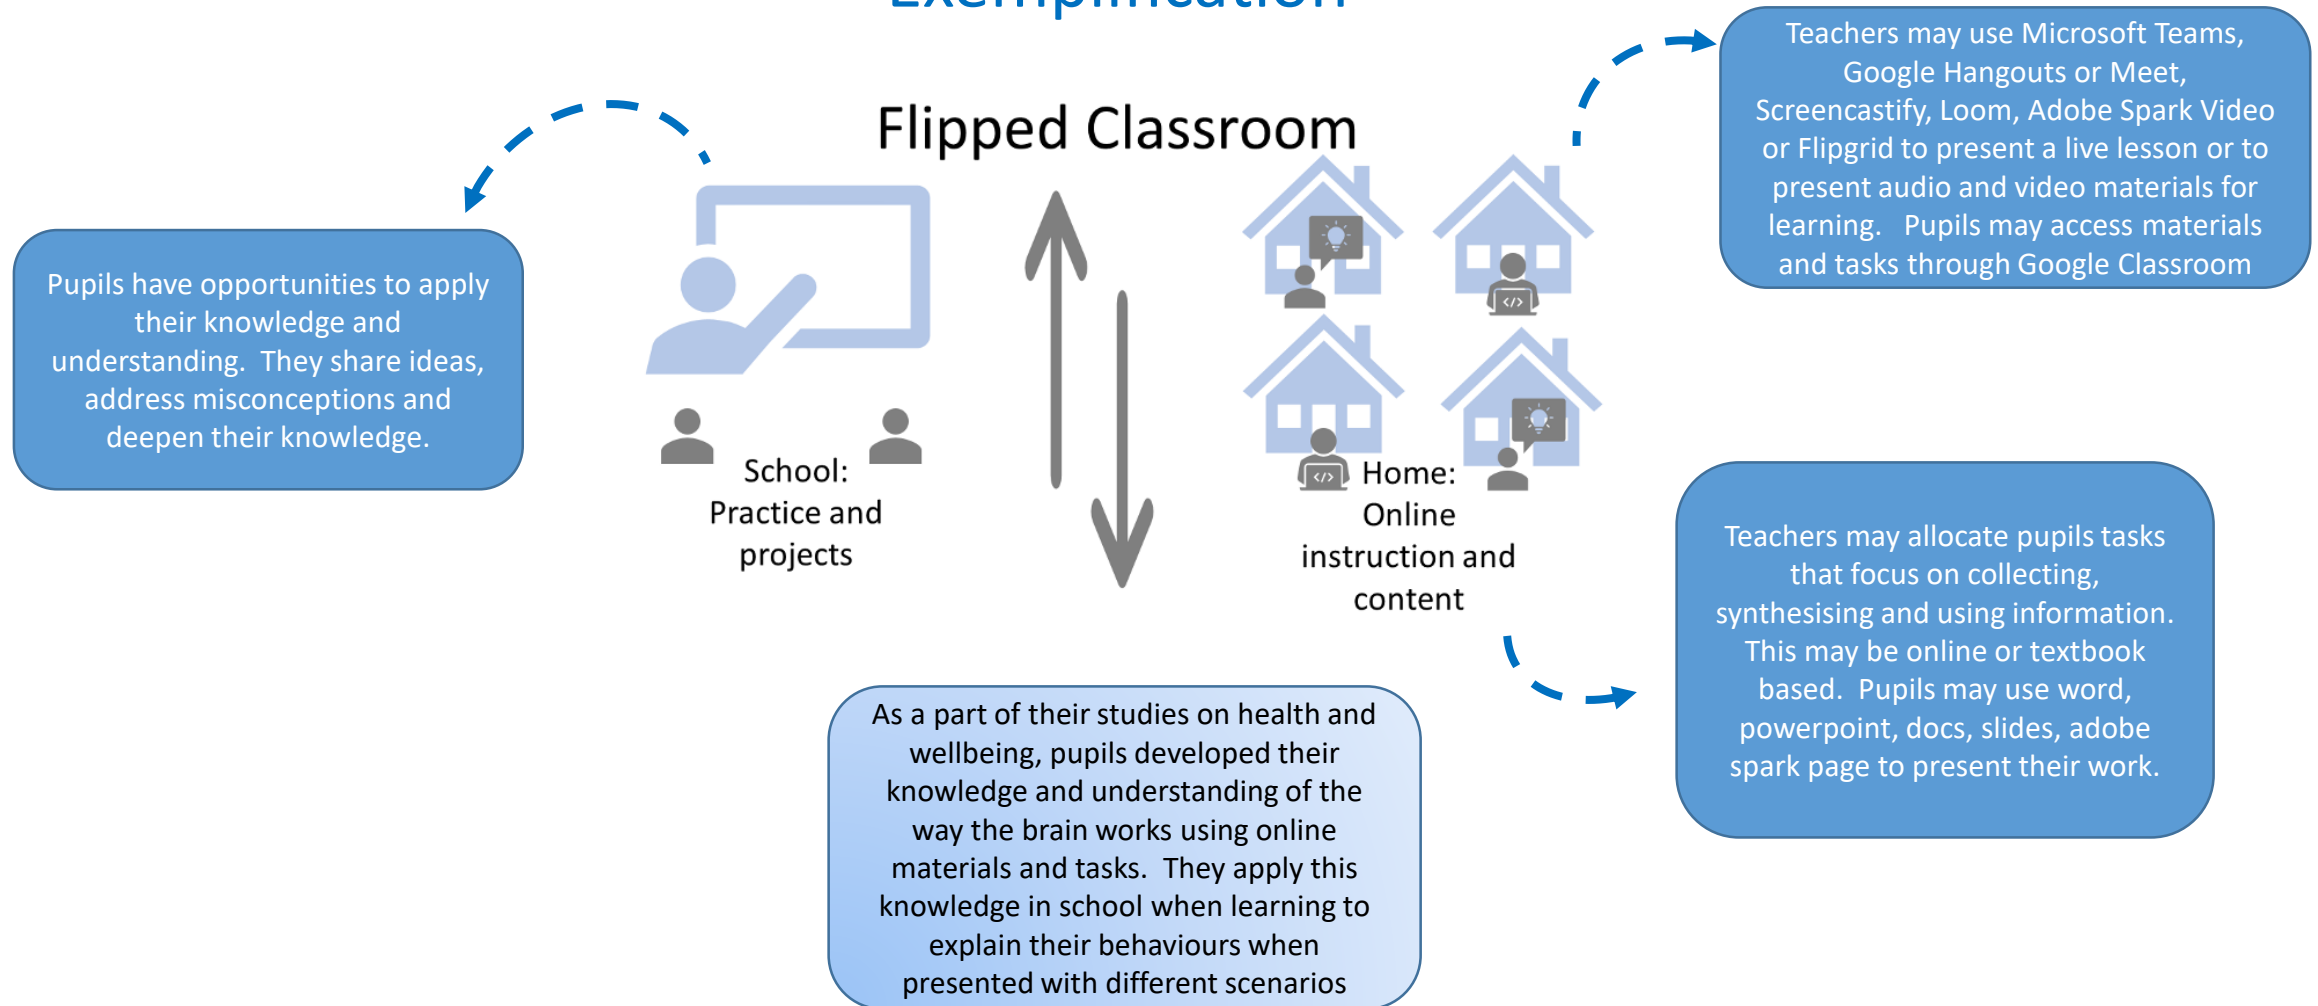 Exemplification
Flipped Classroom
Pupils have opportunities to apply
their knowledge and
understanding.  They share ideas,
address misconceptions and
deepen their knowledge.
School:
Practice and
projects
Home:
Online
instruction and
content
Teachers may use Microsoft Teams,
Google Hangouts or Meet,
Screencastify, Loom, Adobe Spark Video
or Flipgrid to present a live lesson or to
present audio and video materials for
learning.   Pupils may access materials
and tasks through Google Classroom
Teachers may allocate pupils tasks
that focus on collecting,
synthesising and using information.
This may be online or textbook
based.  Pupils may use word,
powerpoint, docs, slides, adobe
spark page to present their work.
As a part of their studies on health and
wellbeing, pupils developed their
knowledge and understanding of the
way the brain works using online
materials and tasks.  They apply this
knowledge in school when learning to
explain their behaviours when
presented with different scenarios